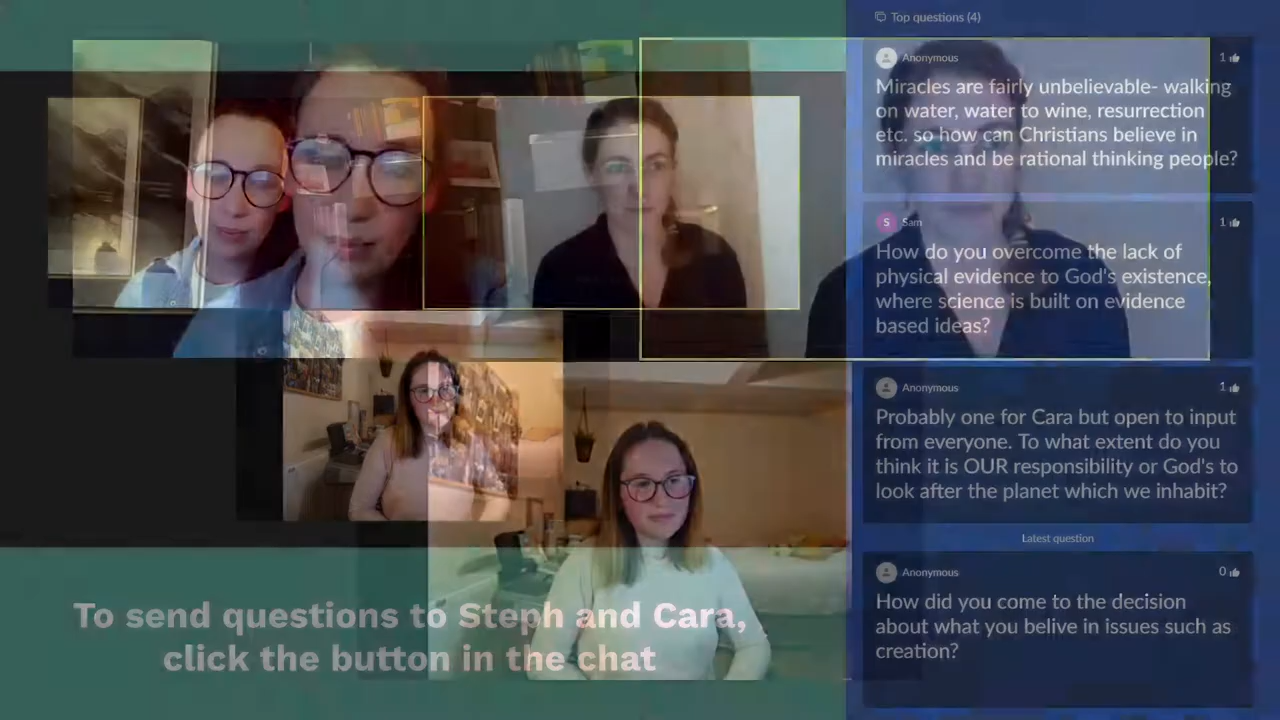 Top questions (4)
Anonymous
1
Miracles are fairly unbelievable- walking
on water, water to wine, resurrection
etc. so how can Christians believe in
miracles and be rational thinking people?
S
Sam
1
How do you overcome the lack of
physical evidence to God's existence,
where science is built on evidence
based ideas?
Anonymous
1
Probably one for Cara but open to input
from everyone. To what extent do you
think it is OUR responsibility or God's to
look after the planet which we inhabit?
Latest question
Anonymous
0
How did you come to the decision
about what you belive in issues such as
creation?
To send questions to Steph and Cara,
click the button in the chat